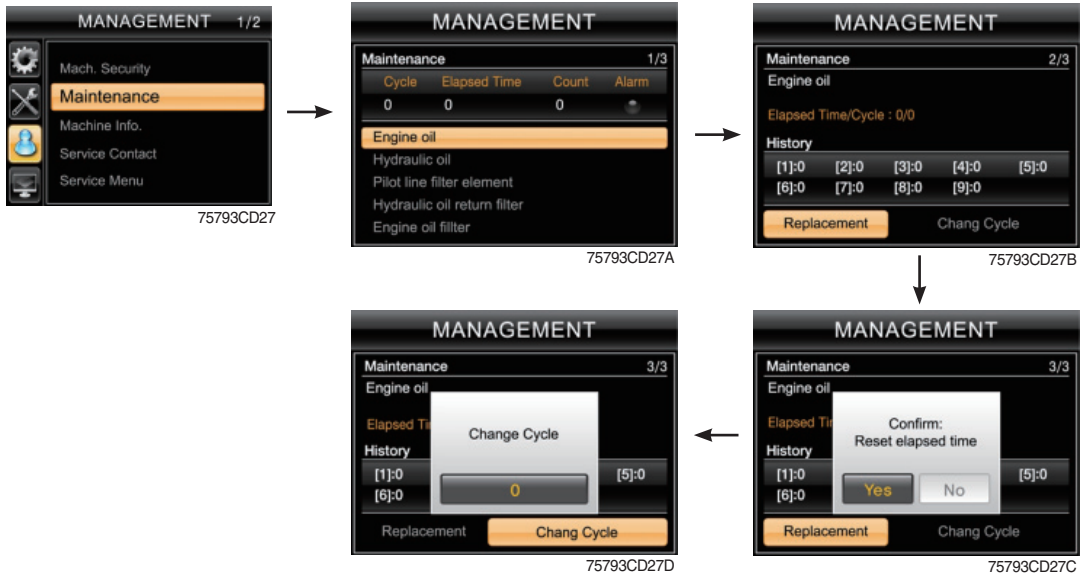 MANAGEMENT 1/2
Mach. Security
Maintenance
Machine Info.
Service Contact
Service Menu
75793CD27
MANAGEMENT
Maintenance 1/3
Cycle Elapsed Time Count Alarm
0 0 0
Engine oil
Hydraulic oil
Pilot line filter element
Hydraulic oil return filter
Engine oil fillter
75793CD27A
MANAGEMENT
Maintenance 2/3
Engine oil
Elapsed Time/Cycle : 0/0
History
[1]:0 [2]:0 [3]:0 [4]:0 [5]:0
[6]:0 [7]:0 [8]:0 [9]:0
Replacement Chang Cycle
75793CD27B
MANAGEMENT
Maintenance 3/3
Engine oil
Elapsed Ti
Change Cycle
History
[1]:0 [5]:0
[6]:0
0
Replacement Chang Cycle
75793CD27D
MANAGEMENT
Maintenance 3/3
Engine oil
Elapsed Tir
Confirm:
Reset elapsed time
History
[1]:0 [5]:0
[6]:0
Yes No
Replacement Chang Cycle
75793CD27C